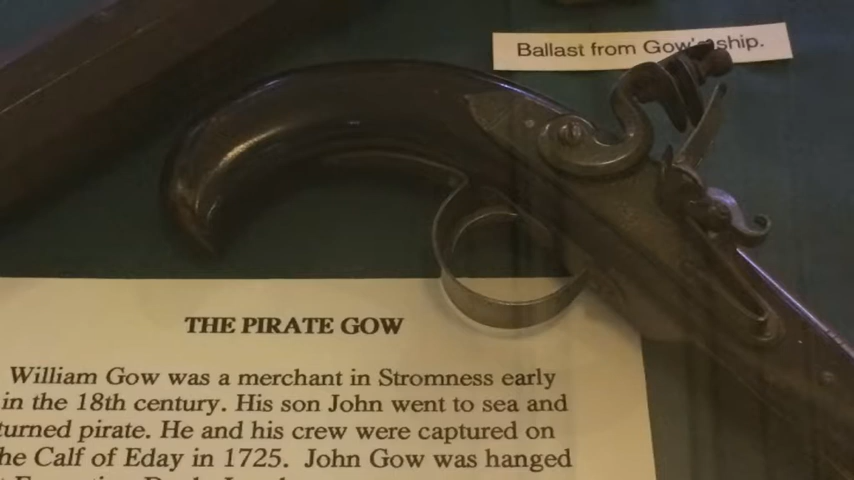 Ballast from Gow's ship.
THE PIRATE GOW
William Gow was a merchant in Stromness early
in the 18th century. His son John went to sea and
turned pirate. He and his crew were captured on
the Calf of Eday in 1725. John Gow was hanged